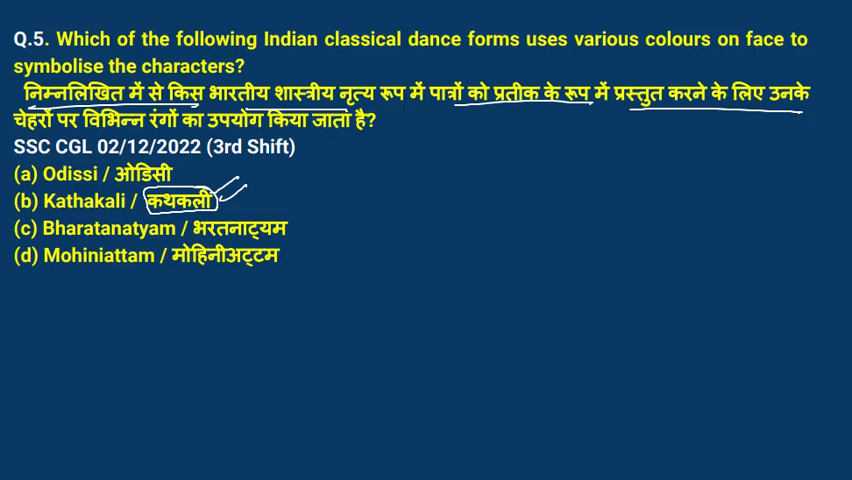 Q.5. Which of the following Indian classical dance forms uses various colours on face to
symbolise the characters?
निम्नलिखित में से किस भारतीय शास्त्रीय नृत्य रूप में पात्रों को प्रतीक के रूप में प्रस्तुत करने के लिए उनके
चेहरों पर विभिन्न रंगों का उपयोग किया जाता है?
SSC CGL 02/12/2022 (3rd Shift)
(a) Odissi / ओडिसी
(b) Kathakali / कथकली
(c) Bharatanatyam / भरतनाट्यम
(d) Mohiniattam / मोहिनीअट्टम